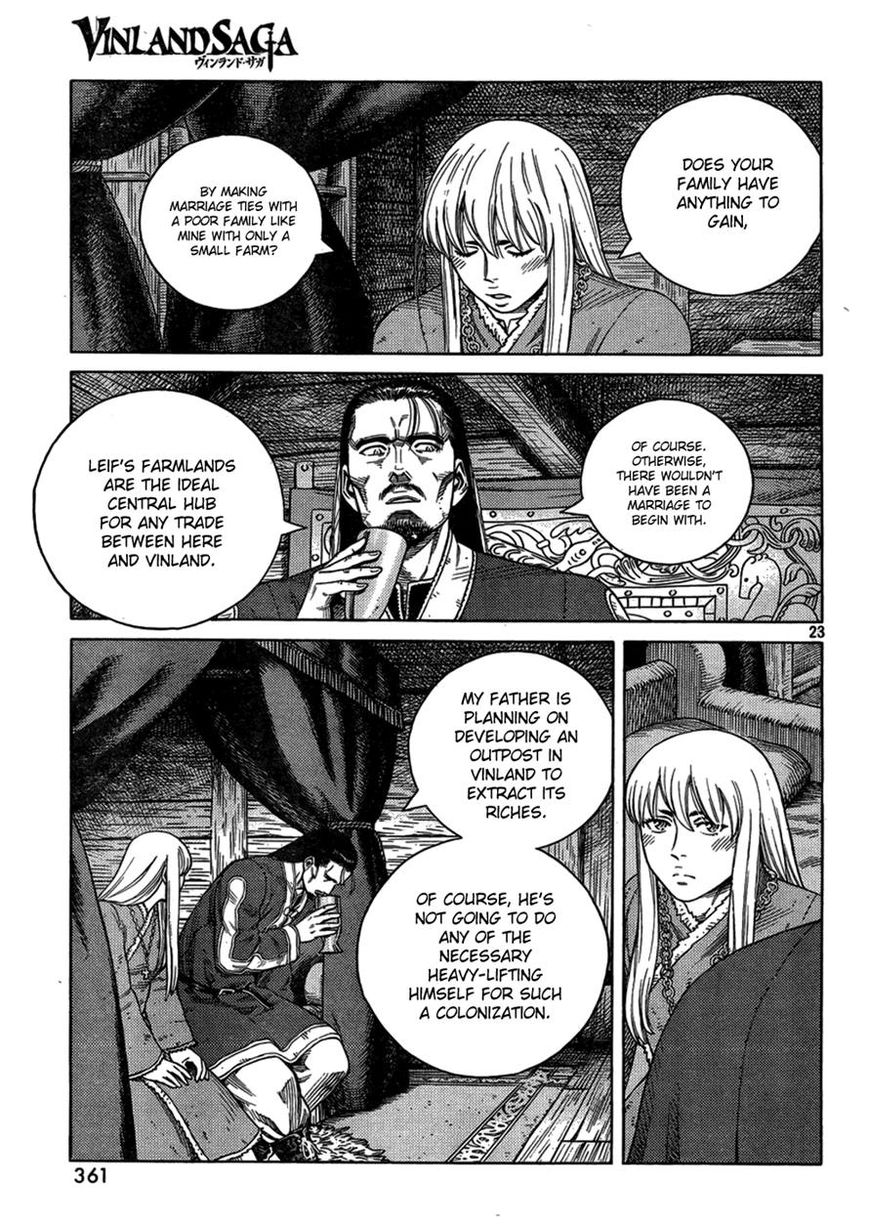 VINLAND SAGA
ヴィンランド・サガ
DOES YOUR
FAMILY HAVE
ANYTHING TO
GAIN,
BY MAKING
MARRIAGE TIES WITH
A POOR FAMILY LIKE
MINE WITH ONLY A
SMALL FARM?
OF COURSE.
OTHERWISE,
THERE WOULDN'T
HAVE BEEN A
MARRIAGE TO
BEGIN WITH.
LEIF'S FARMLANDS
ARE THE IDEAL
CENTRAL HUB
FOR ANY TRADE
BETWEEN HERE
AND VINLAND.
23
MY FATHER IS
PLANNING ON
DEVELOPING AN
OUTPOST IN
VINLAND TO
EXTRACT ITS
RICHES.
OF COURSE, HE'S
NOT GOING TO DO
ANY OF THE
NECESSARY
HEAVY-LIFTING
HIMSELF FOR SUCH
A COLONIZATION.
361